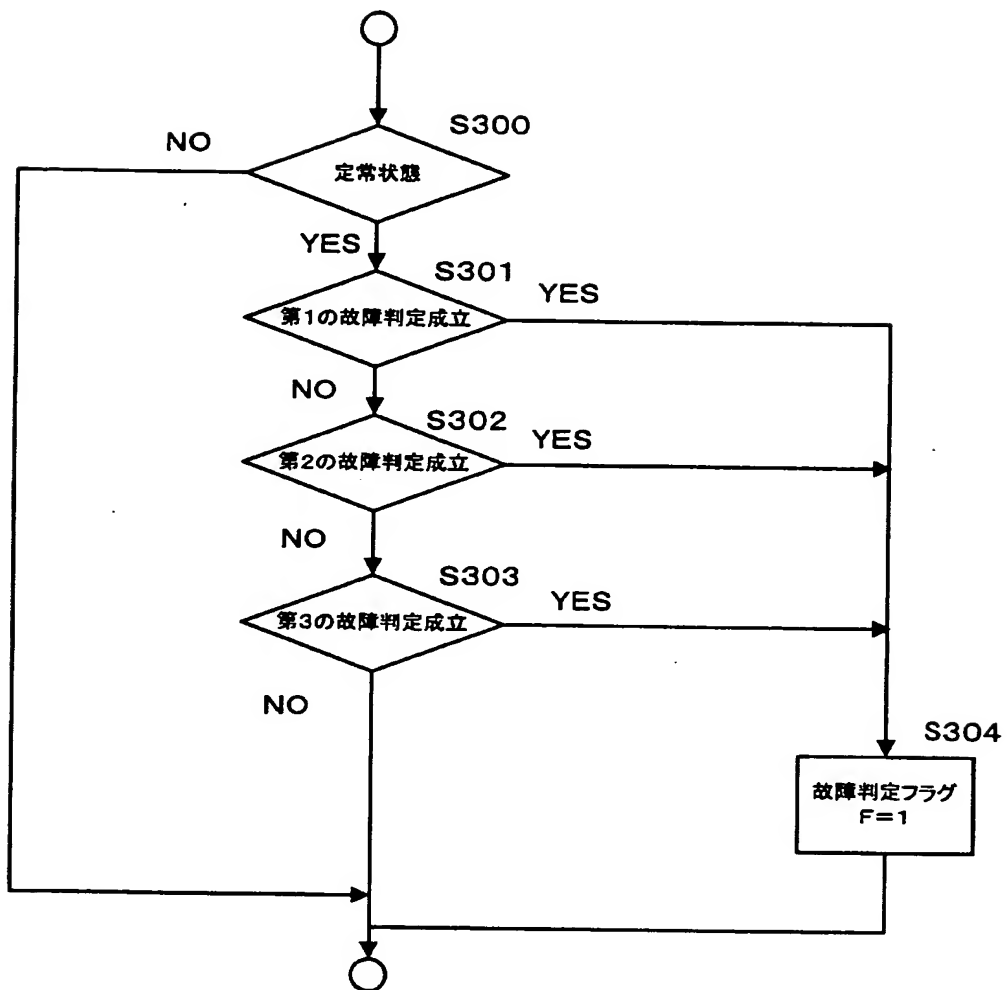 S300
NO
定常状態
YES
S301
YES
第1の故障判定成立
NO
S302
YES
第2の故障判定成立
NO
S303
YES
第3の故障判定成立
NO
S304
故障判定フラグ
F=1